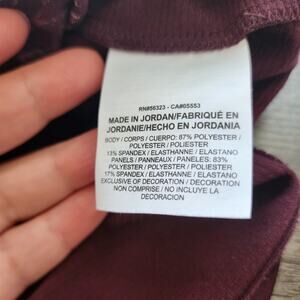 RN#56323 - CA#05553
MADE IN JORDAN/FABRIQUÉ EN
JORDANIE/HECHO EN JORDANIA
BODY / CORPS / CUERPO: 87% POLYESTER /
POLYESTER / POLIESTER
13% SPANDEX / ELASTHANNE / ELASTANO
PANELS / PANNEAUX / PANELES: 83%
POLYESTER / POLYESTER / POLIESTER
17% SPANDEX / ELASTHANNE / ELASTANO
EXCLUSIVE OF DECORATION / DECORATION
NON COMPRISE / NO INCLUYE LA
DECORACION